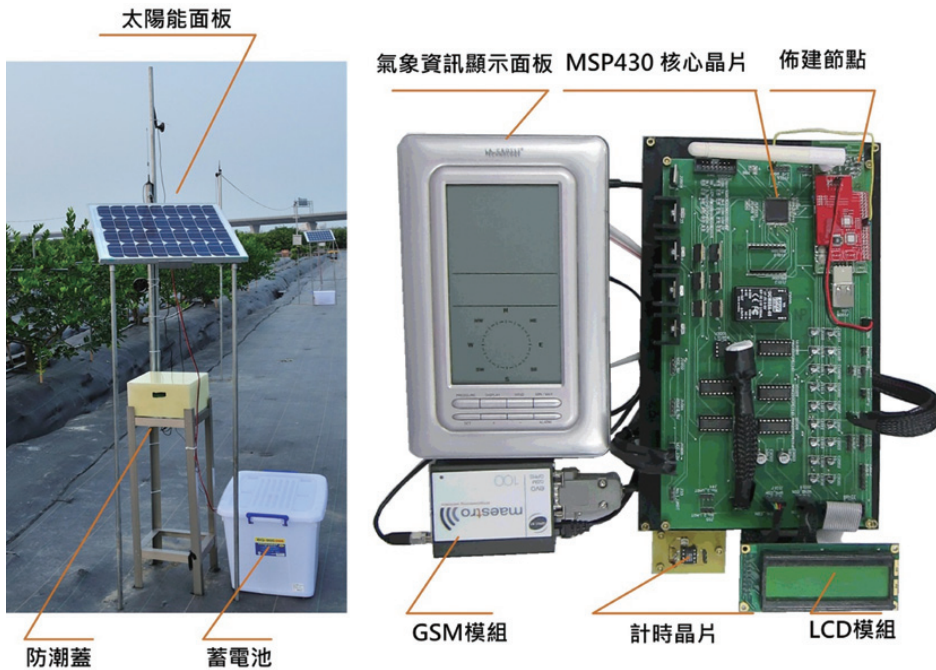 太陽能面板
氣象資訊顯示面板
MSP430 核心晶片
佈建節點
maestro
100
GSM模組
計時晶片
LCD模組
防潮蓋
蓄電池